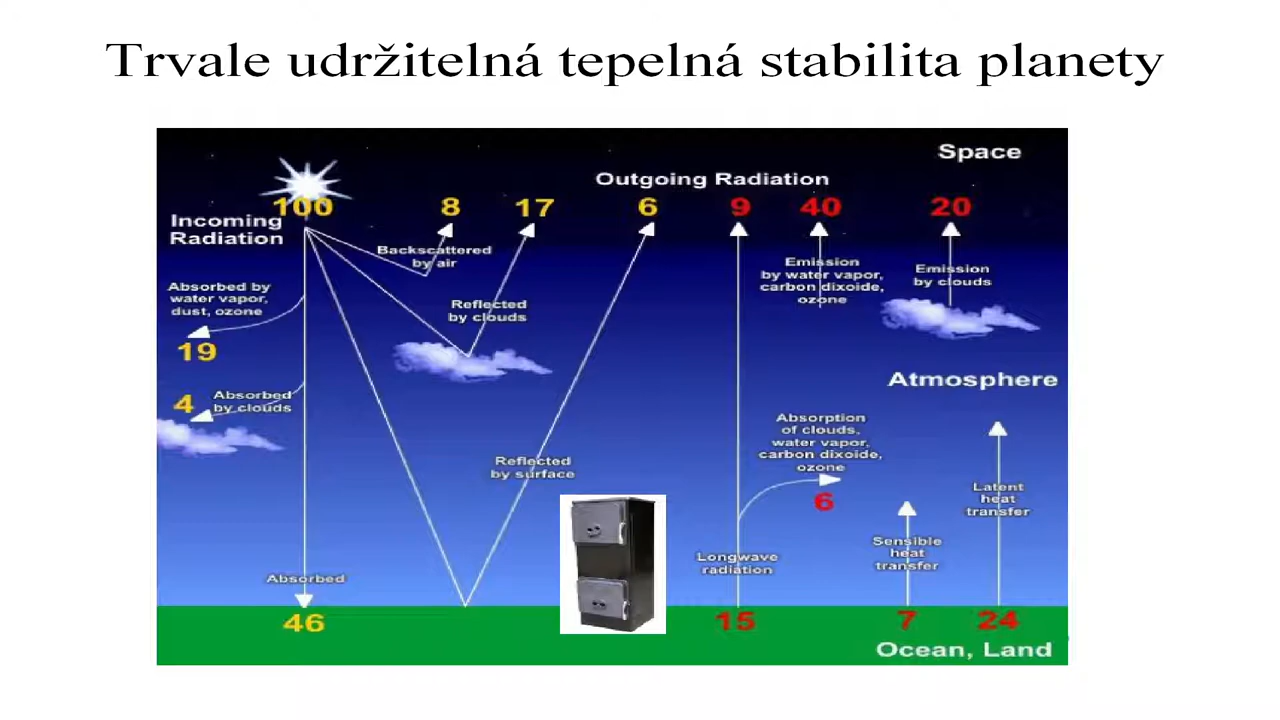 Trvale udržitelná tepelná stabilita planety
Space
Outgoing Radiation
100
8
17
6
9
40
20
Incoming
Radiation
Backscattered
by air
Emission
by water vapor,
carbon dixoide,
ozone
Emission
by clouds
Absorbed by
water vapor,
dust, ozone
Reflected
by clouds
19
Atmosphere
4
Absorbed
by clouds
Absorption
of clouds,
water vapor,
carbon dixoide,
ozone
6
Reflected
by surface
Latent
heat
transfer
Sensible
heat
transfer
Longwave
radiation
Absorbed
46
15
7
24
Ocean, Land